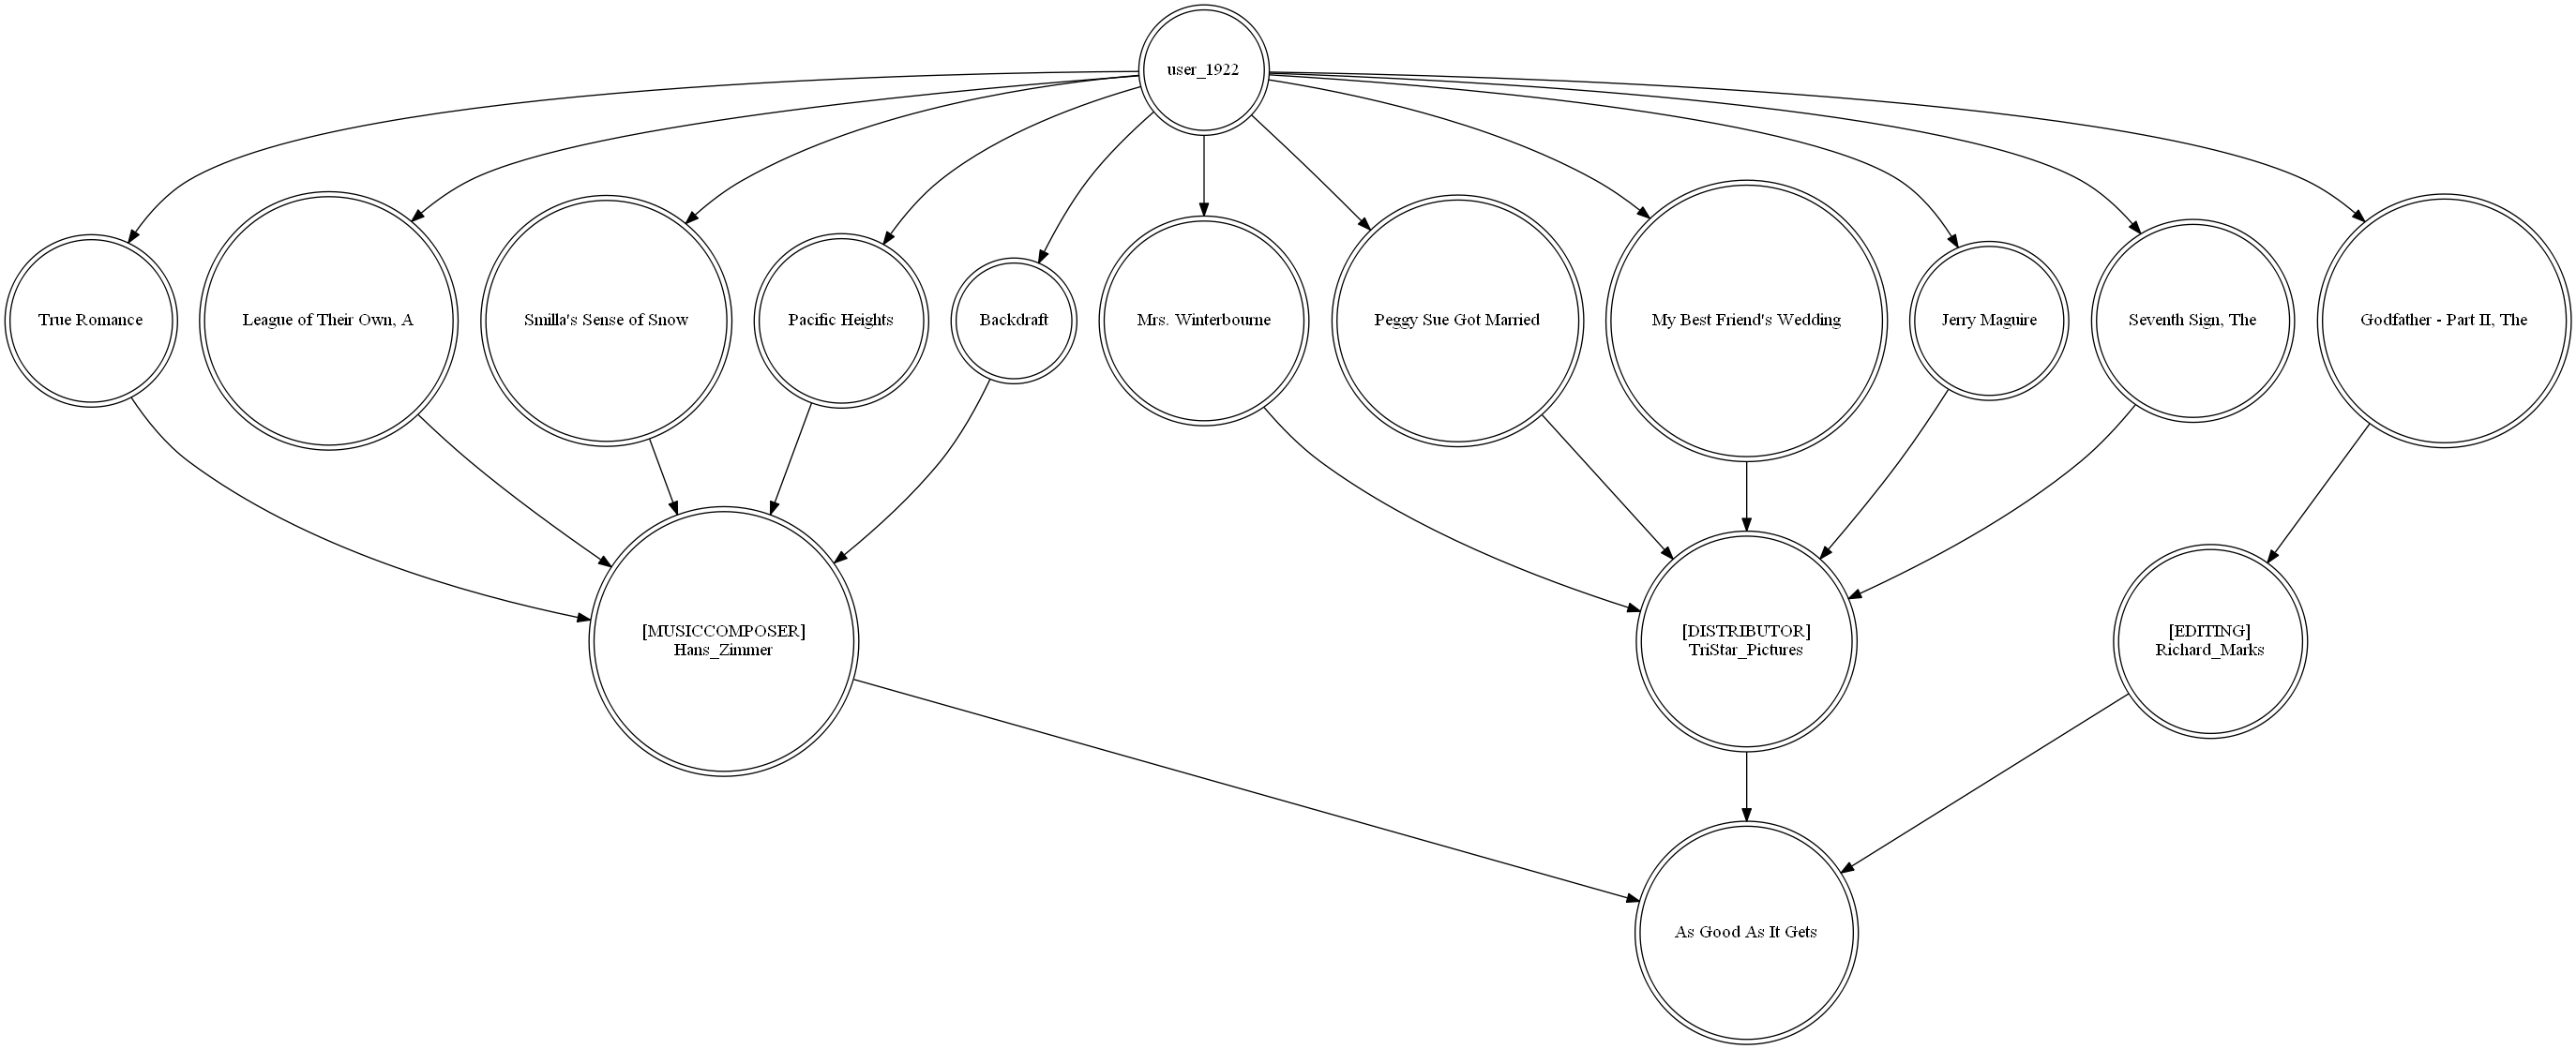 user_1922
True Romance
League of Their Own, A
Smilla's Sense of Snow
Pacific Heights
Backdraft
Mrs. Winterbourne
Peggy Sue Got Married
My Best Friend's Wedding
Jerry Maguire
Seventh Sign, The
Godfather - Part II, The
[MUSICCOMPOSER]
Hans_Zimmer
[DISTRIBUTOR]
TriStar_Pictures
[EDITING]
Richard_Marks
As Good As It Gets